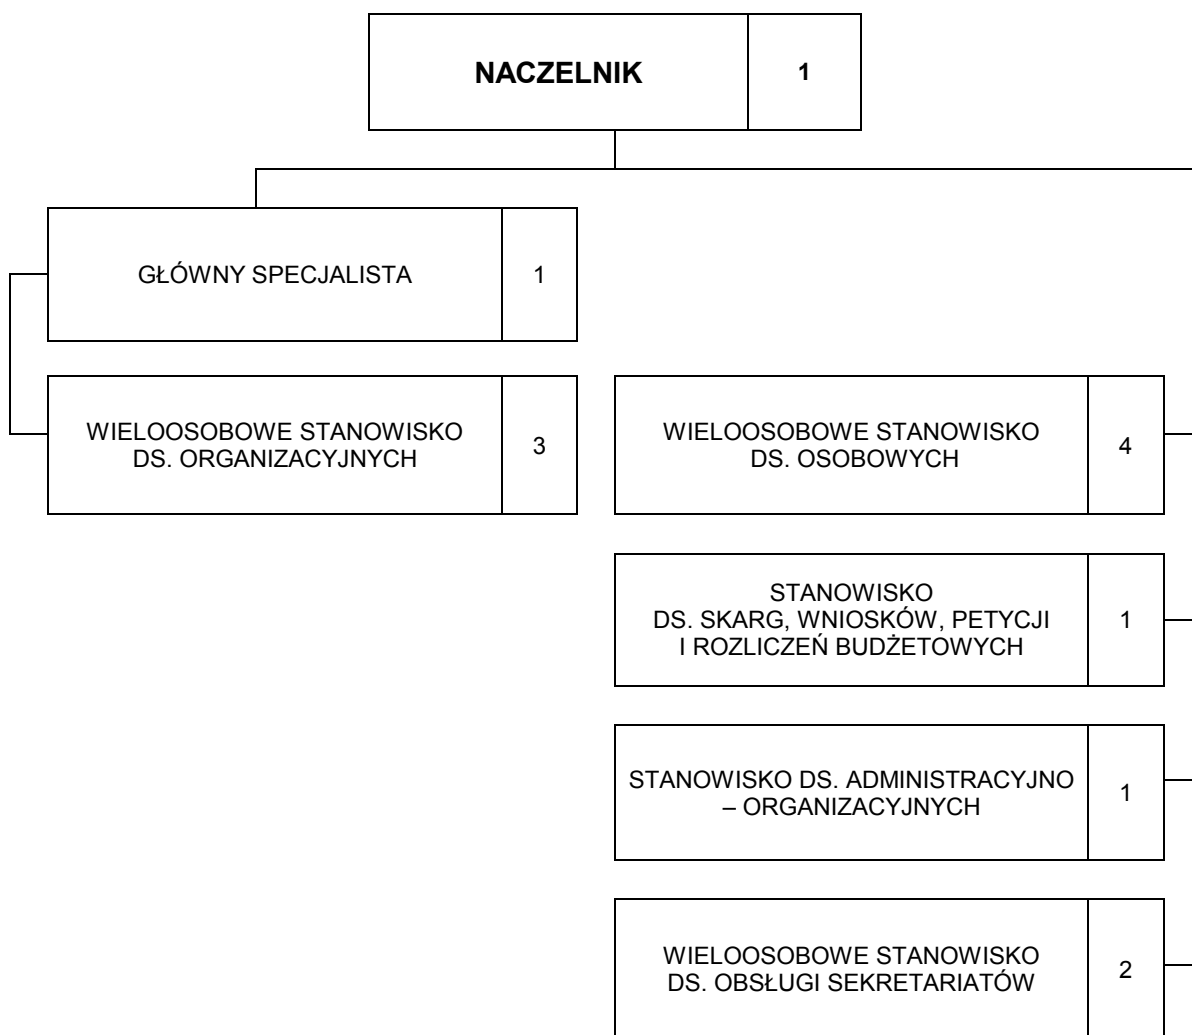 NACZELNIK
1
GŁÓWNY SPECJALISTA
1
WIELOOSOBOWE STANOWISKO
DS. ORGANIZACYJNYCH
3
WIELOOSOBOWE STANOWISKO
DS. OSOBOWYCH
4
STANOWISKO
DS. SKARG, WNIOSKÓW, PETYCJI
I ROZLICZEŃ BUDŻETOWYCH
1
STANOWISKO DS. ADMINISTRACYJNO
– ORGANIZACYJNYCH
1
WIELOOSOBOWE STANOWISKO
DS. OBSŁUGI SEKRETARIATÓW
2